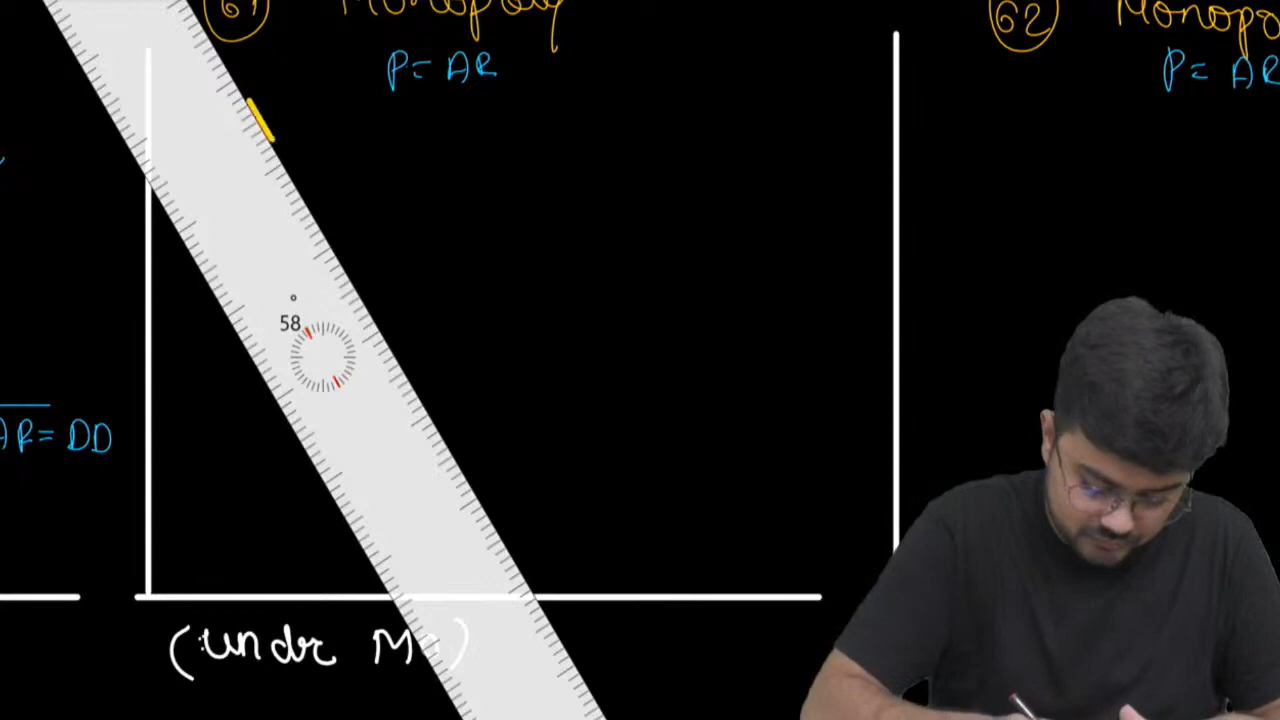 61 Monopoly
P = AR
62 Monopo
P = AR
58°
AR = DD
(under M